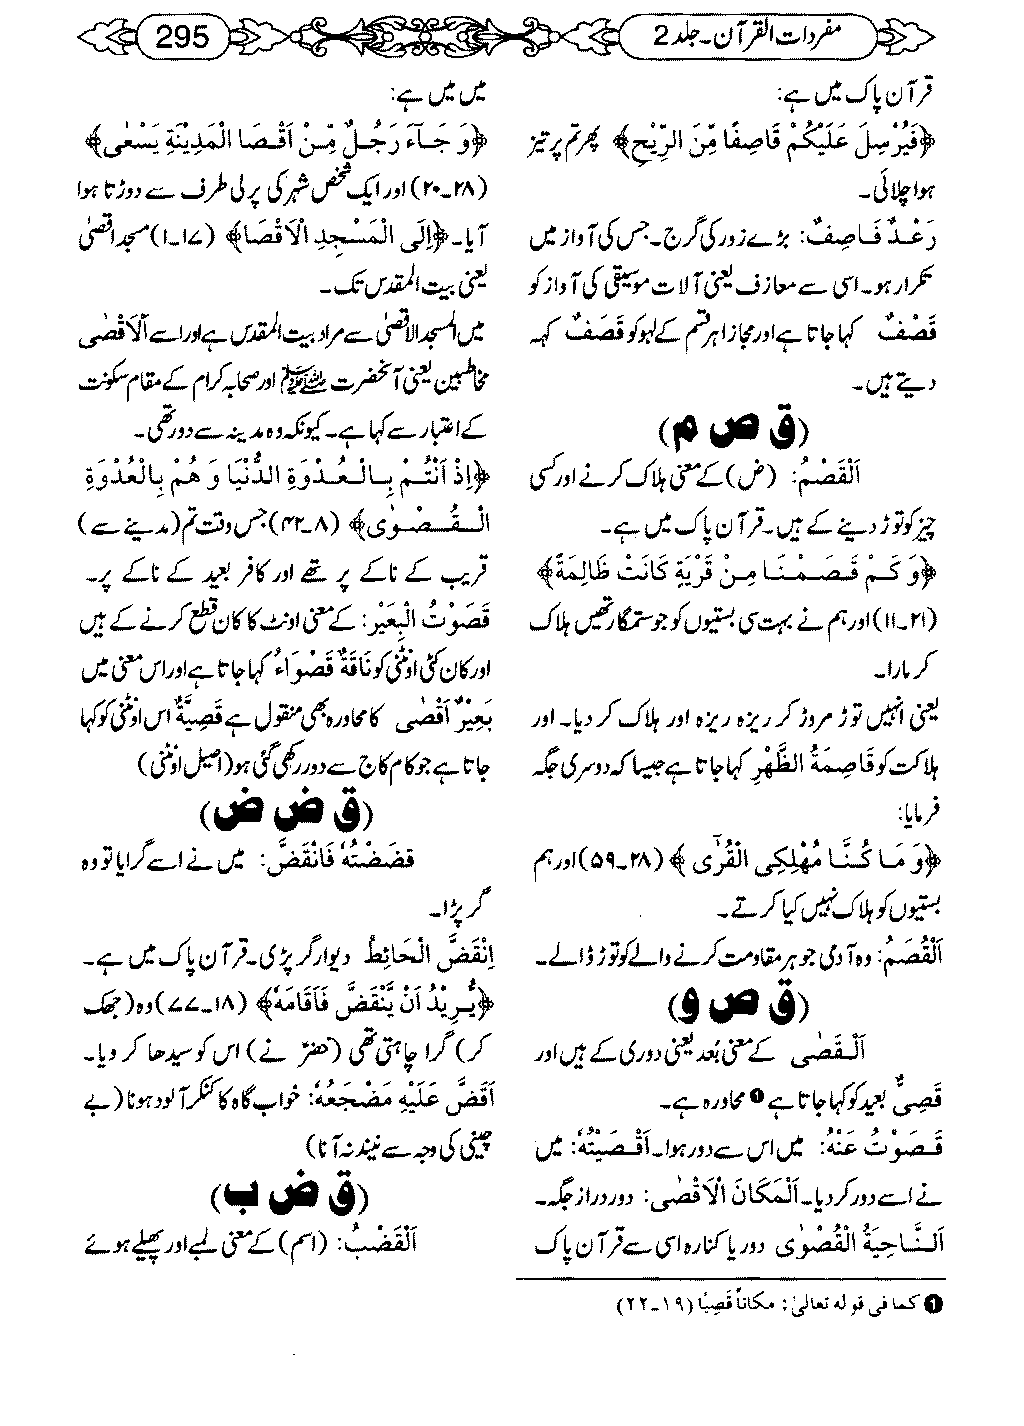 مفردات القرآن۔ جلد 2
295
قرآن پاک میں ہے:
﴿فَيُرْسِلَ عَلَيْكُمْ قَاصِفًا مِّنَ الرِّيْحِ﴾ پھر تم پر تیز
ہوا چلائی۔
رَعْدٌ قَاصِفٌ: بڑے زور کی گرج۔ جس کی آواز میں
تکرار ہو۔ اسی سے معازف یعنی آلات موسیقی کی آواز کو
قَصْفٌ کہا جاتا ہے اور مجازا ہر قسم کے لہو کو قَصَفٌ کہہ
دیتے ہیں۔
(ق ص م)
اَلْقَصْمُ: (ض) کے معنی ہلاک کرنے اور کسی
چیز کو توڑ دینے کے ہیں۔ قرآن پاک میں ہے۔
﴿وَكَمْ قَصَمْنَا مِنْ قَرْيَةٍ كَانَتْ ظَالِمَةً﴾
(۲۱۔۱۱) اور ہم نے بہت سی بستیوں کو جو ستمگار تھیں ہلاک
کر مارا۔
یعنی انہیں توڑ مروڑ کر ریزہ ریزہ اور ہلاک کر دیا۔ اور
ہلاکت کو قَاصِمَةُ الظَّهْرِ کہا جاتا ہے جیسا کہ دوسری جگہ
فرمایا:
﴿وَمَا كُنَّا مُهْلِكِى الْقُرٰٓى﴾ (۲۸۔۵۹) اور ہم
بستیوں کو ہلاک نہیں کیا کرتے۔
اَلْقُصَمُ: وہ آدمی جو ہر مقاومت کرنے والے کو توڑ ڈالے۔
(ق ص و)
اَلْقَصٰى کے معنی بُعد یعنی دوری کے ہیں اور
قَصِىٌّ بعید کو کہا جاتا ہے ❶ محاورہ ہے۔
قَصَوْتُ عَنْهُ: میں اس سے دور ہوا۔ اَقْصَيْتُهٗ: میں
نے اسے دور کر دیا۔ اَلْمَكَانَ الْاَقْصٰى: دور دراز جگہ۔
اَلنَّاحِيَةُ الْقُصْوٰى دور یا کنارہ اسی سے قرآن پاک
❶ كما فى قوله تعالىٰ: مكاناً قَصِيًا (۱۹۔۲۲)
میں میں ہے:
﴿وَجَآءَ رَجُلٌ مِّنْ اَقْصَا الْمَدِيْنَةِ يَسْعٰى﴾
(۲۸۔۲۰) اور ایک شخص شہر کی پرلی طرف سے دوڑتا ہوا
آیا۔ ﴿اِلَى الْمَسْجِدِ الْاَقْصَا﴾ (۱۷۔۱) مسجد اقصیٰ
یعنی بیت المقدس تک۔
میں المسجد الاقصیٰ سے مراد بیت المقدس ہے اور اسے اَلْاَقْصٰی
مخاطبین یعنی آنحضرت ﷺ اور صحابہ کرام کے مقام سکونت
کے اعتبار سے کہا ہے۔ کیونکہ وہ مدینہ سے دور تھی۔
﴿اِذْ اَنْتُمْ بِالْعُدْوَةِ الدُّنْيَا وَهُمْ بِالْعُدْوَةِ
الْقُصْوٰى﴾ (۸۔۴۲) جس وقت تم (مدینے سے)
قریب کے ناکے پر تھے اور کافر بعید کے ناکے پر۔
قَصَوْتُ الْبَعِيْرَ: کے معنی اونٹ کا کان قطع کرنے کے ہیں
اور کان کٹی اونٹنی کو نَاقَةٌ قَصْوَاءُ کہا جاتا ہے اور اس معنی میں
بَعِيْرٌ اَقْصٰى کا محاورہ بھی منقول ہے قَصِيَّةٌ اس اونٹنی کو کہا
جاتا ہے جو کام کاج سے دور رکھی گئی ہو (اصیل اونٹنی)
(ق ض ض)
قَضَضْتُهٗ فَانْقَضَّ: میں نے اسے گرایا تو وہ
گر پڑا۔
اِنْقَضَّ الْحَائِطُ دیوار گر پڑی۔ قرآن پاک میں ہے۔
﴿يُّرِيْدُ اَنْ يَّنْقَضَّ فَاَقَامَهٗ﴾ (۱۸۔۷۷) وہ (جھک
کر) گرا چاہتی تھی (خضرؑ نے) اس کو سیدھا کر دیا۔
اَقَضَّ عَلَيْهِ مَضْجَعُهٗ: خواب گاہ کا کنکر آلود ہونا (بے
چینی کی وجہ سے نیند نہ آنا)
(ق ض ب)
اَلْقَضْبُ: (اسم) کے معنی لمبے اور پھیلے ہوئے